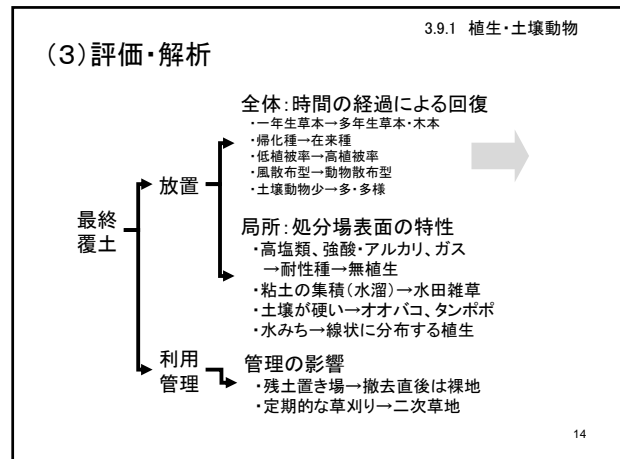 3.9.1 植生・土壌動物
(3)評価・解析
全体:時間の経過による回復
・一年生草本→多年生草本・木本
・帰化種→在来種
・低植被率→高植被率
・風散布型→動物散布型
・土壌動物少→多・多様
放置
最終
覆土
局所:処分場表面の特性
・高塩類、強酸・アルカリ、ガス
→耐性種→無植生
・粘土の集積(水溜)→水田雑草
・土壌が硬い→オオバコ、タンポポ
・水みち→線状に分布する植生
利用
管理
管理の影響
・残土置き場→撤去直後は裸地
・定期的な草刈り→二次草地
14